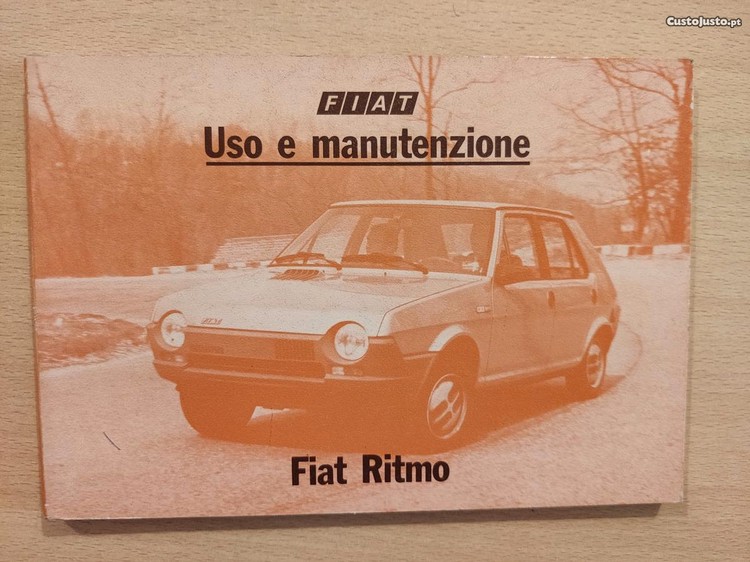 CustoJusto.pt
FIAT
Uso e manutenzione
Fiat Ritmo